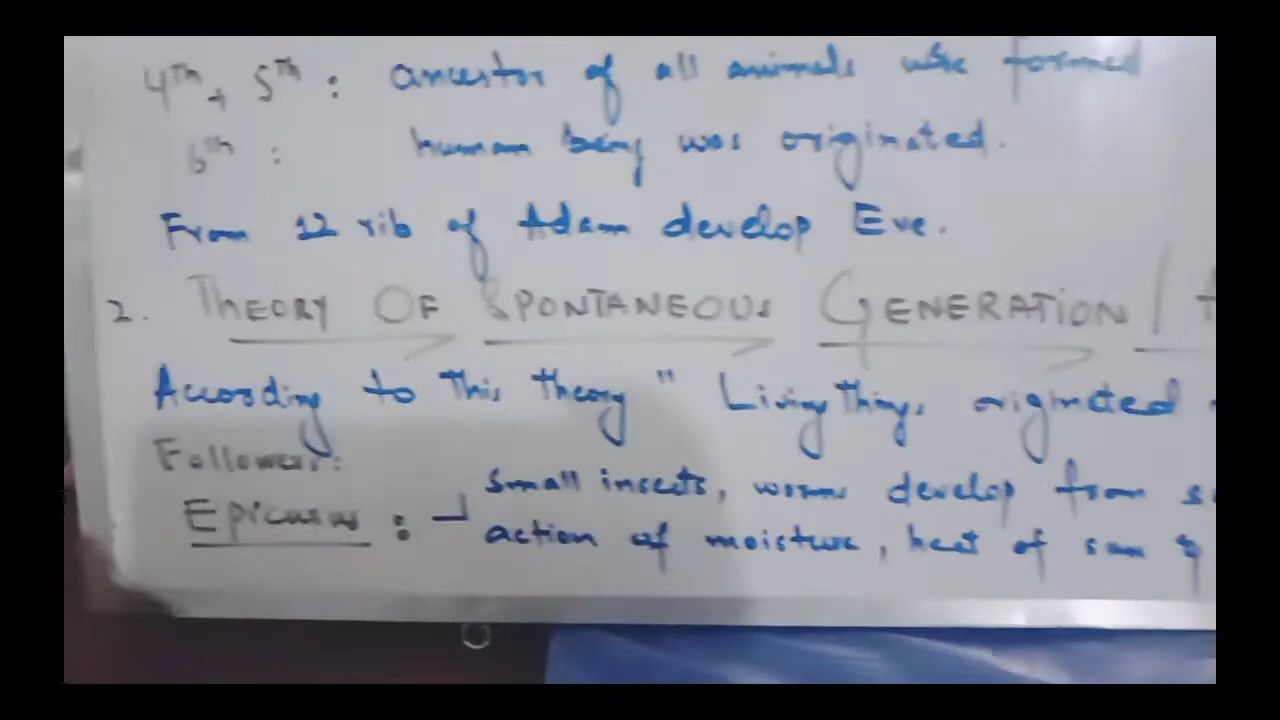 4Th + 5Th : ancestor of all animals were formed
6th : human being was originated.
From 12 rib of Adam develop Eve.
2. THEORY OF SPONTANEOUS GENERATION /
According to this theory " Living Things originated
Followers:
Epicurus : small insects, worms develop from
action of moisture, heat of sun &